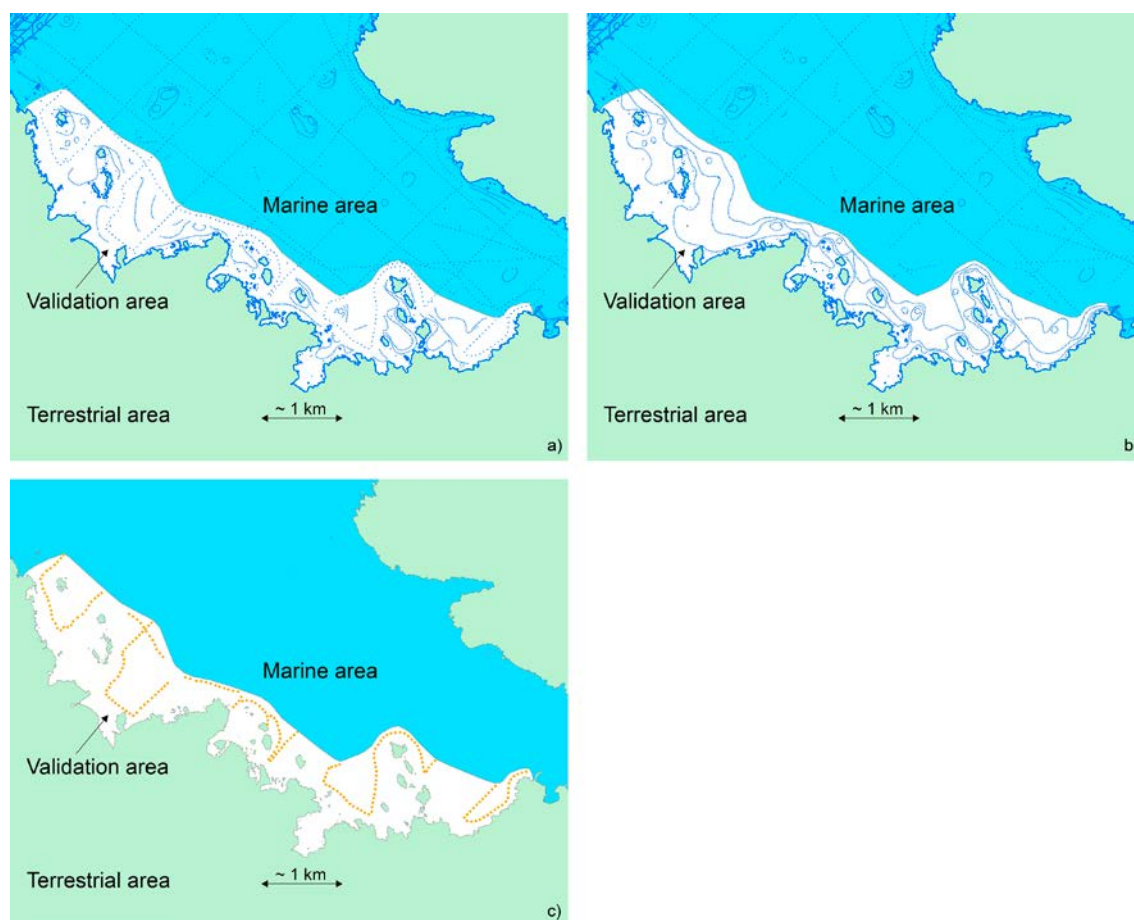 Marine area
Validation area
Terrestrial area
~ 1 km
a)
Marine area
Validation area
Terrestrial area
~ 1 km
b
Marine area
Validation area
Terrestrial area
~ 1 km
c)